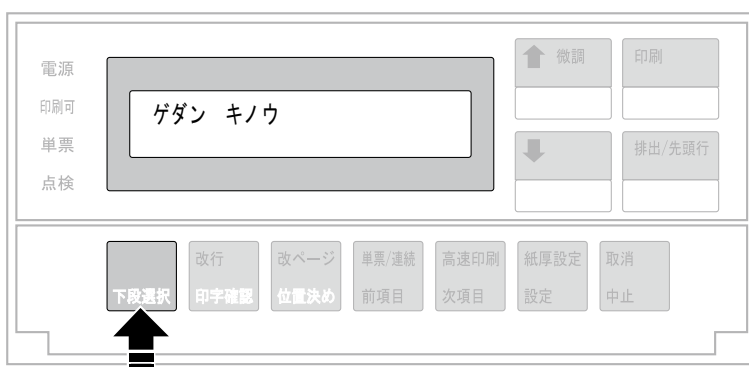 電源
印刷可
単票
点検
ゲダン キノウ
微調
印刷
排出/先頭行
下段選択
改行
印字確認
改ページ
位置決め
単票/連続
前項目
高速印刷
次項目
紙厚設定
設定
取消
中止